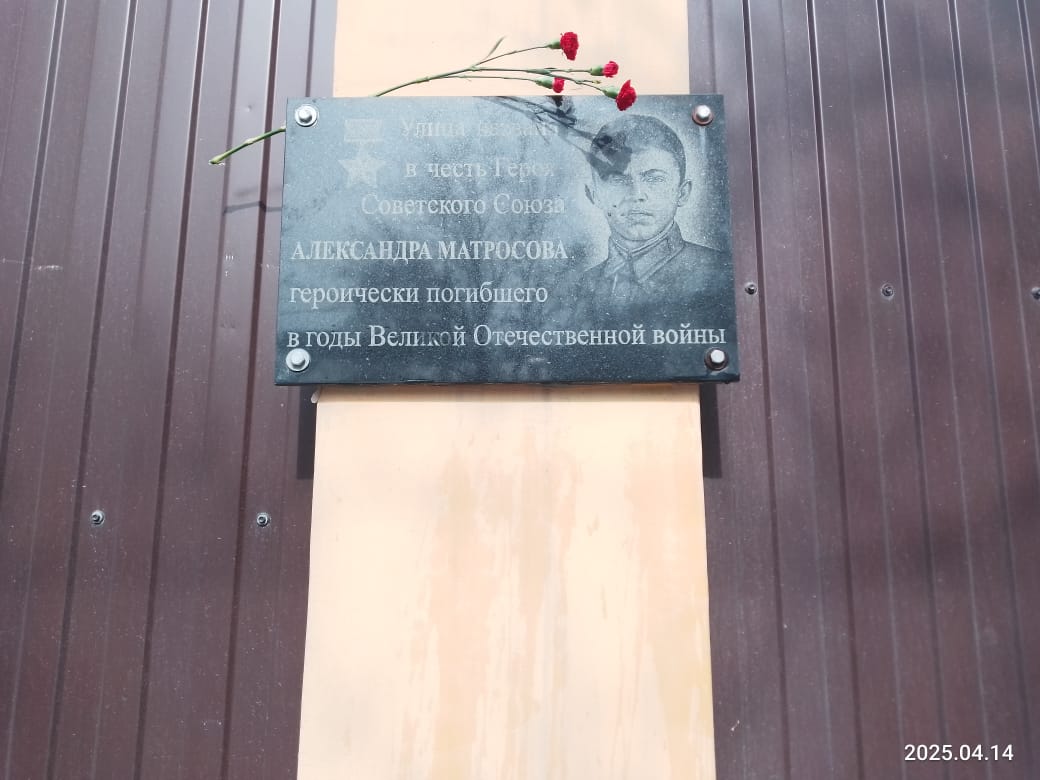 Улица названа
в честь Героя
Советского Союза
АЛЕКСАНДРА МАТРОСОВА,
героически погибшего
в годы Великой Отечественной войны
2025.04.14